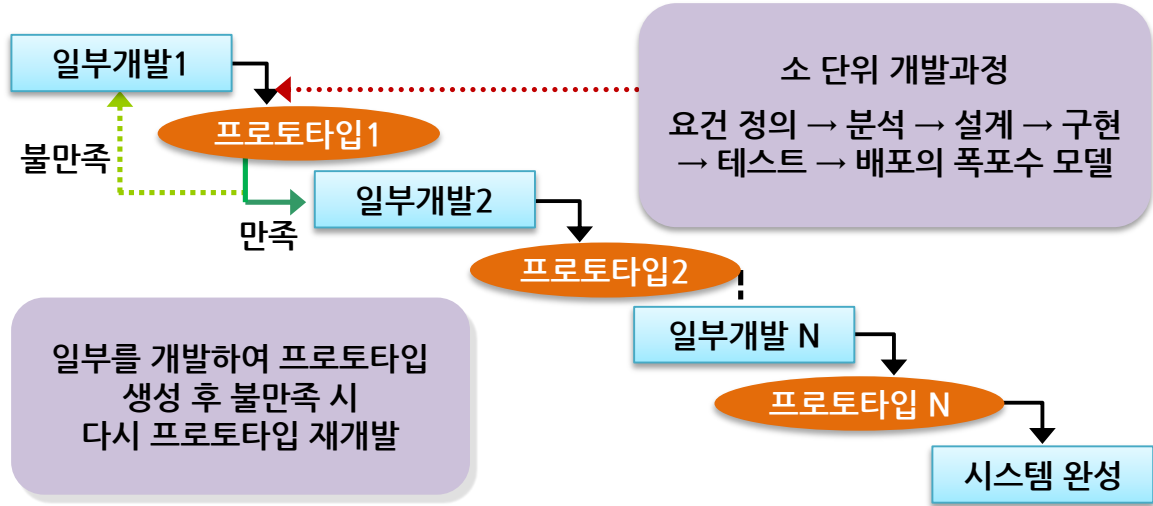 일부개발1
프로토타입1
불만족
만족
일부개발2
프로토타입2
일부개발 N
프로토타입 N
시스템 완성
소 단위 개발과정
요건 정의 → 분석 → 설계 → 구현
→ 테스트 → 배포의 폭포수 모델
일부를 개발하여 프로토타입
생성 후 불만족 시
다시 프로토타입 재개발